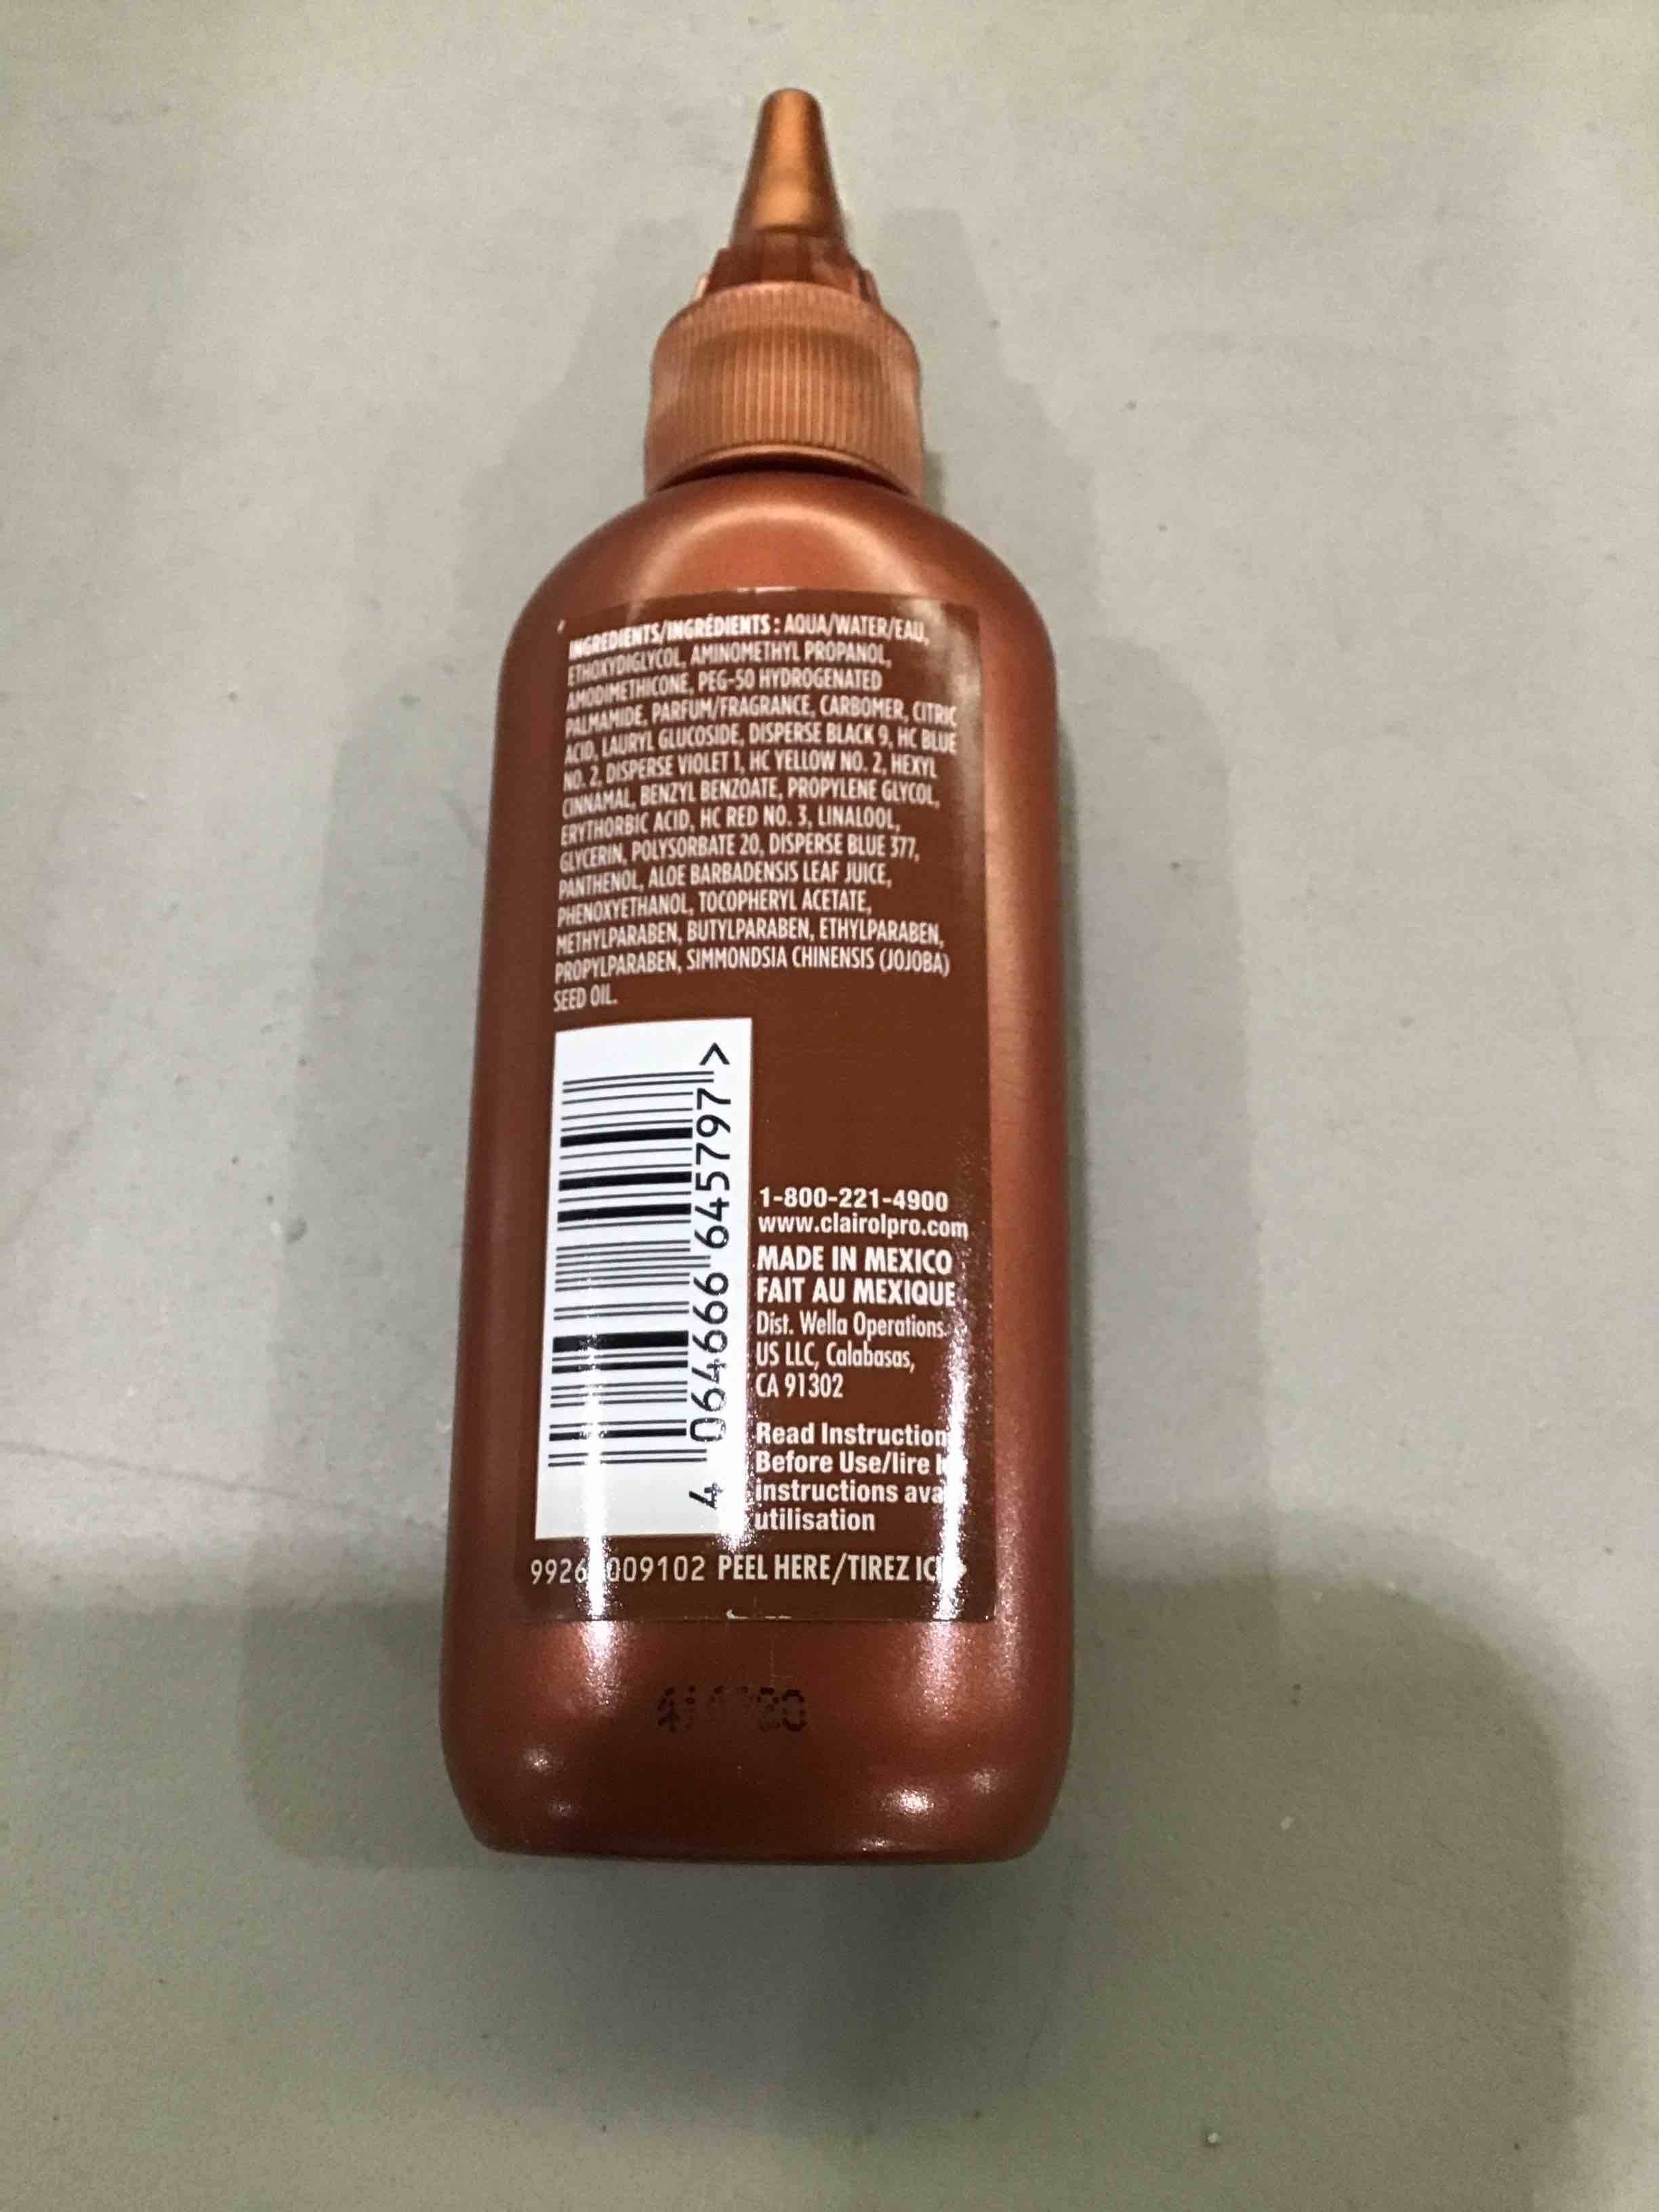 INGREDIENTS/INGRÉDIENTS : AQUA/WATER/EAU,
ETHOXYDIGLYCOL, AMINOMETHYL PROPANOL,
AMODIMETHICONE, PEG-50 HYDROGENATED
PALMAMIDE, PARFUM/FRAGRANCE, CARBOMER, CITRIC
ACID, LAURYL GLUCOSIDE, DISPERSE BLACK 9, HC BLUE
NO. 2, DISPERSE VIOLET 1, HC YELLOW NO. 2, HEXYL
CINNAMAL, BENZYL BENZOATE, PROPYLENE GLYCOL,
ERYTHORBIC ACID, HC RED NO. 3, LINALOOL,
GLYCERIN, POLYSORBATE 20, DISPERSE BLUE 377,
PANTHENOL, ALOE BARBADENSIS LEAF JUICE,
PHENOXYETHANOL, TOCOPHERYL ACETATE,
METHYLPARABEN, BUTYLPARABEN, ETHYLPARABEN,
PROPYLPARABEN, SIMMONDSIA CHINENSIS (JOJOBA)
SEED OIL.
4 064666 645797 >
1-800-221-4900
www.clairolpro.com
MADE IN MEXICO
FAIT AU MEXIQUE
Dist. Wella Operations
US LLC, Calabasas,
CA 91302
Read Instruction
Before Use/lire
instructions ava
utilisation
PEEL HERE/TIREZ ICI